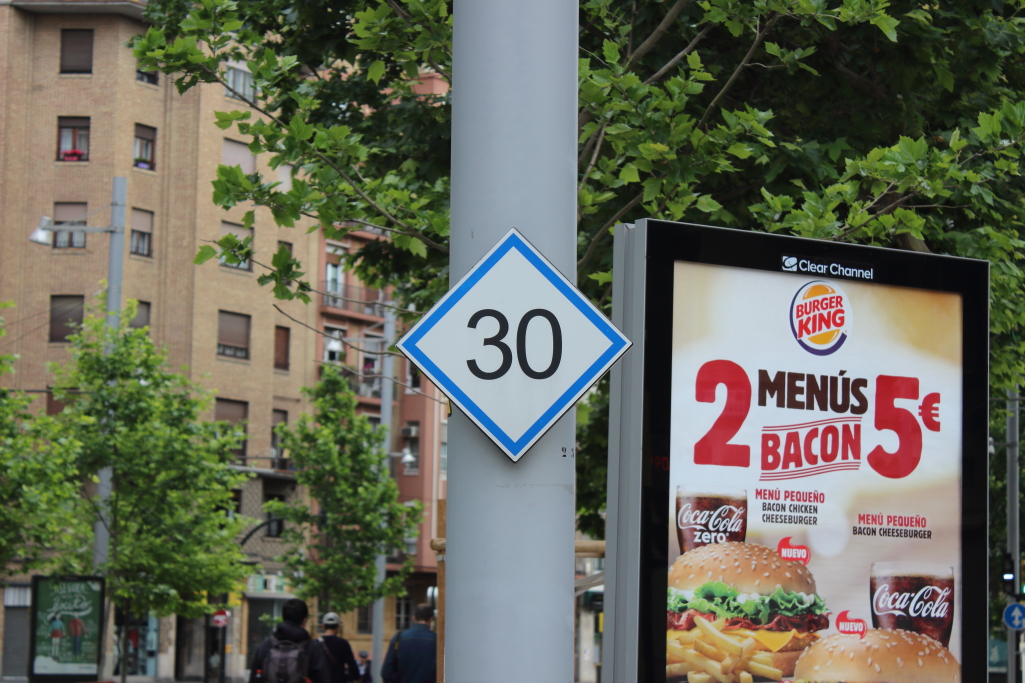 30
Clear Channel
BURGER
KING
2 MENÚS 5€
BACON
MENÚ PEQUEÑO
BACON CHICKEN
CHEESEBURGER
MENÚ PEQUEÑO
BACON CHEESEBURGER
Coca-Cola
zero
NUEVO
Coca-Cola
NUEVO